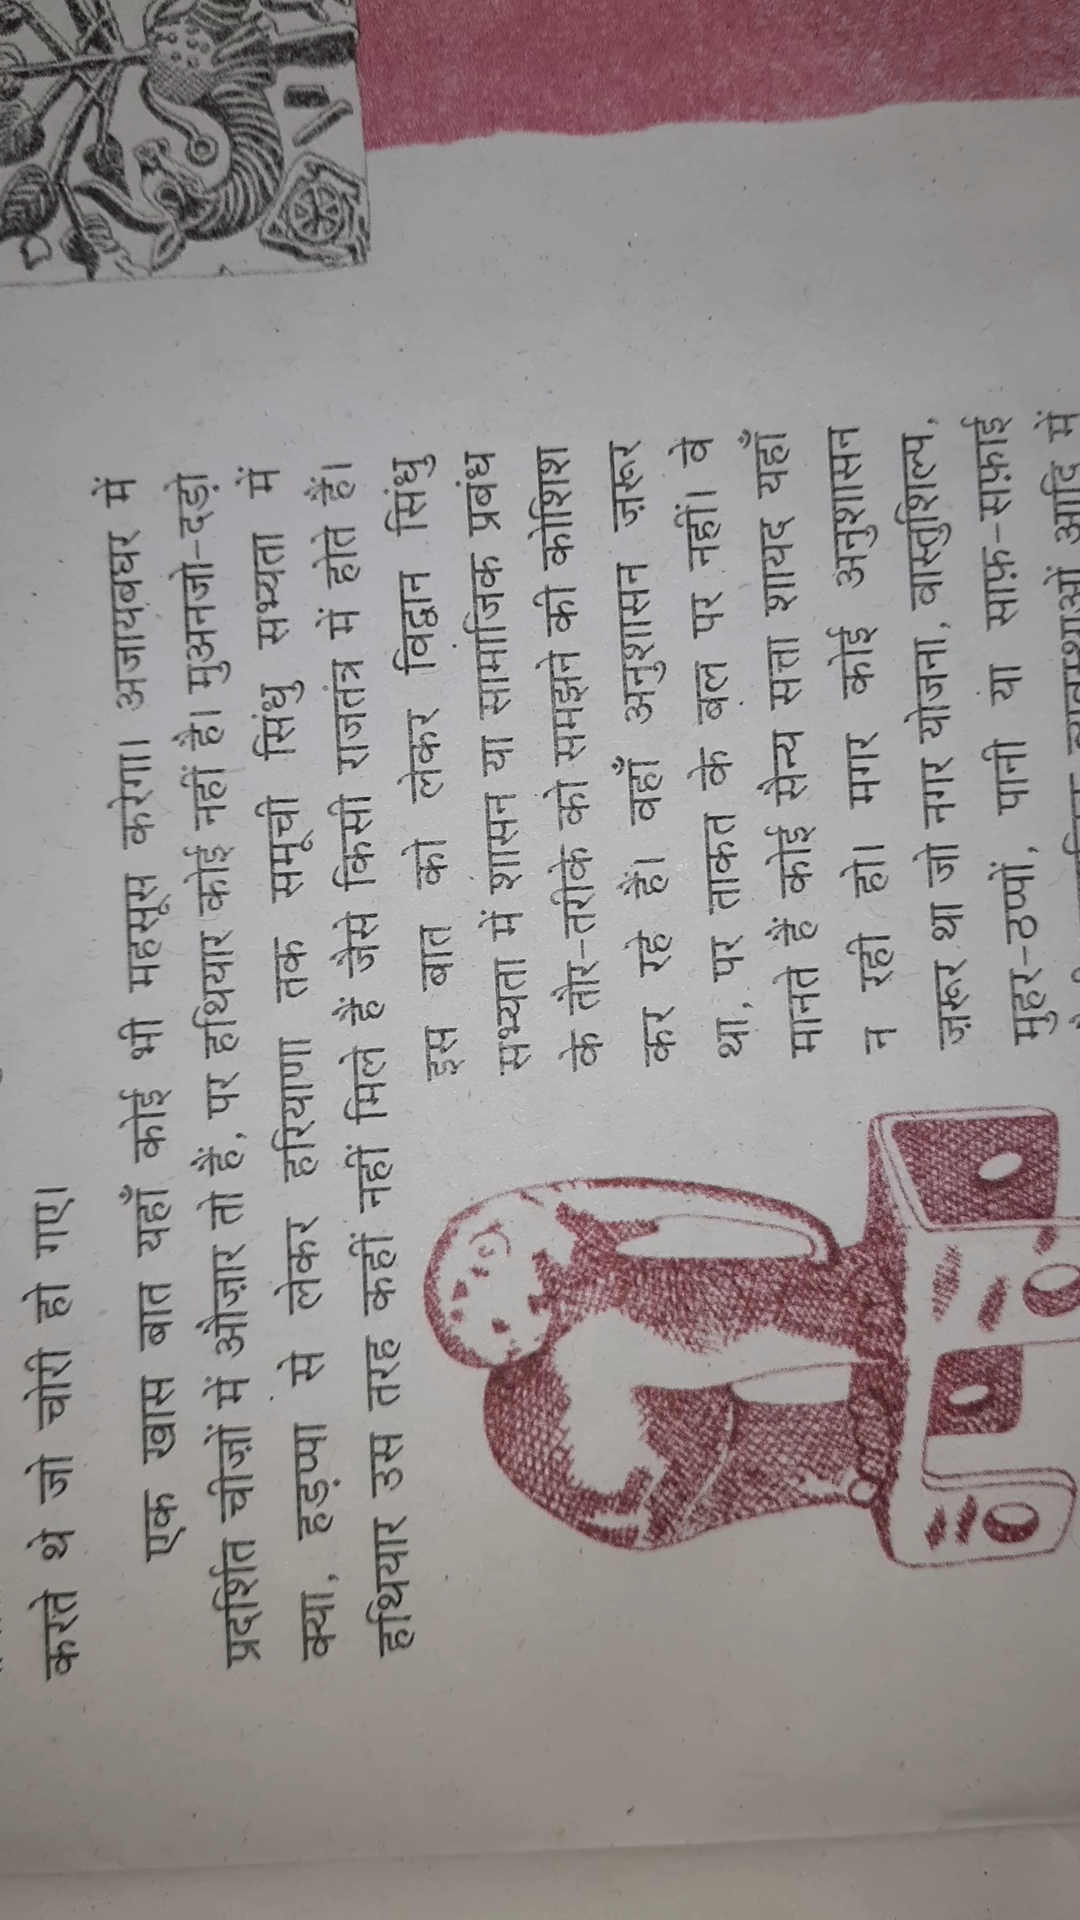 करते थे जो चोरी हो गए।
एक खास बात यहाँ कोई भी महसूस करेगा। अजायबघर में
प्रदर्शित चीज़ों में औज़ार तो हैं, पर हथियार कोई नहीं है। मुअनजो-दड़ो
क्या, हड़प्पा से लेकर हरियाणा तक समूची सिंधु सभ्यता में
हथियार उस तरह कहीं नहीं मिले हैं जैसे किसी राजतंत्र में होते हैं।
इस बात को लेकर विद्वान सिंधु
सभ्यता में शासन या सामाजिक प्रबंध
के तौर-तरीके को समझने की कोशिश
कर रहे हैं। वहाँ अनुशासन ज़रूर
था, पर ताकत के बल पर नहीं। वे
मानते हैं कोई सैन्य सत्ता शायद यहाँ
न रही हो। मगर कोई अनुशासन
ज़रूर था जो नगर योजना, वास्तुशिल्प,
मुहर-ठप्पों, पानी या साफ़-सफ़ाई
आदि में